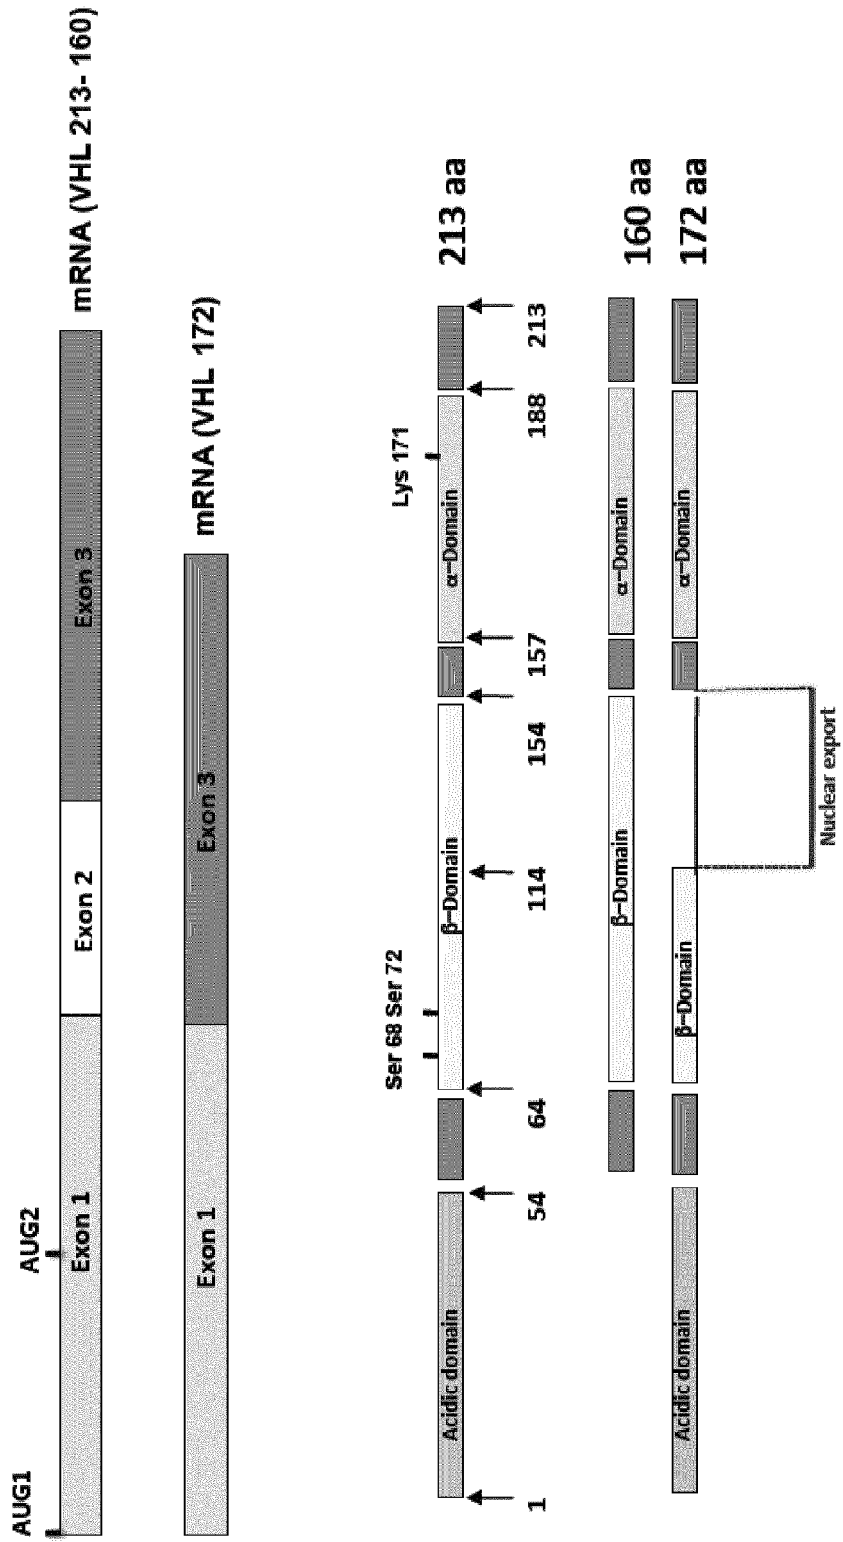 AUG1
AUG2
Exon 1
Exon 2
Exon 3
mRNA (VHL 213- 160)
Exon 1
Exon 3
mRNA (VHL 172)
Ser 68 Ser 72
Lys 171
Acidic domain
β–Domain
α–Domain
213 aa
1
54
64
114
154
157
188
213
β–Domain
α–Domain
160 aa
Acidic domain
β–Domain
α–Domain
172 aa
Nuclear export